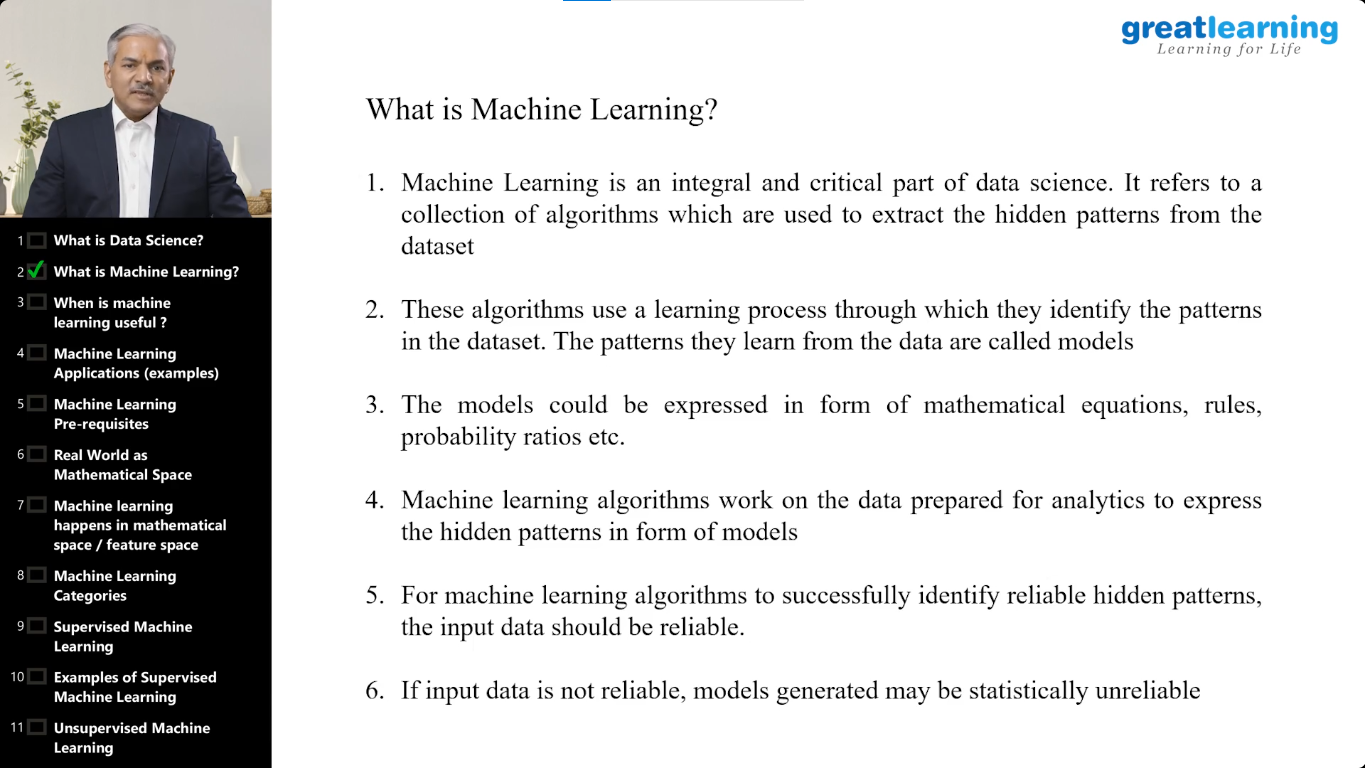 greatlearning
Learning for Life
What is Machine Learning?
1. Machine Learning is an integral and critical part of data science. It refers to a
collection of algorithms which are used to extract the hidden patterns from the
dataset
2. These algorithms use a learning process through which they identify the patterns
in the dataset. The patterns they learn from the data are called models
3. The models could be expressed in form of mathematical equations, rules,
probability ratios etc.
4. Machine learning algorithms work on the data prepared for analytics to express
the hidden patterns in form of models
5. For machine learning algorithms to successfully identify reliable hidden patterns,
the input data should be reliable.
6. If input data is not reliable, models generated may be statistically unreliable
1 What is Data Science?
2 What is Machine Learning?
3 When is machine
learning useful ?
4 Machine Learning
Applications (examples)
5 Machine Learning
Pre-requisites
6 Real World as
Mathematical Space
7 Machine learning
happens in mathematical
space / feature space
8 Machine Learning
Categories
9 Supervised Machine
Learning
10 Examples of Supervised
Machine Learning
11 Unsupervised Machine
Learning